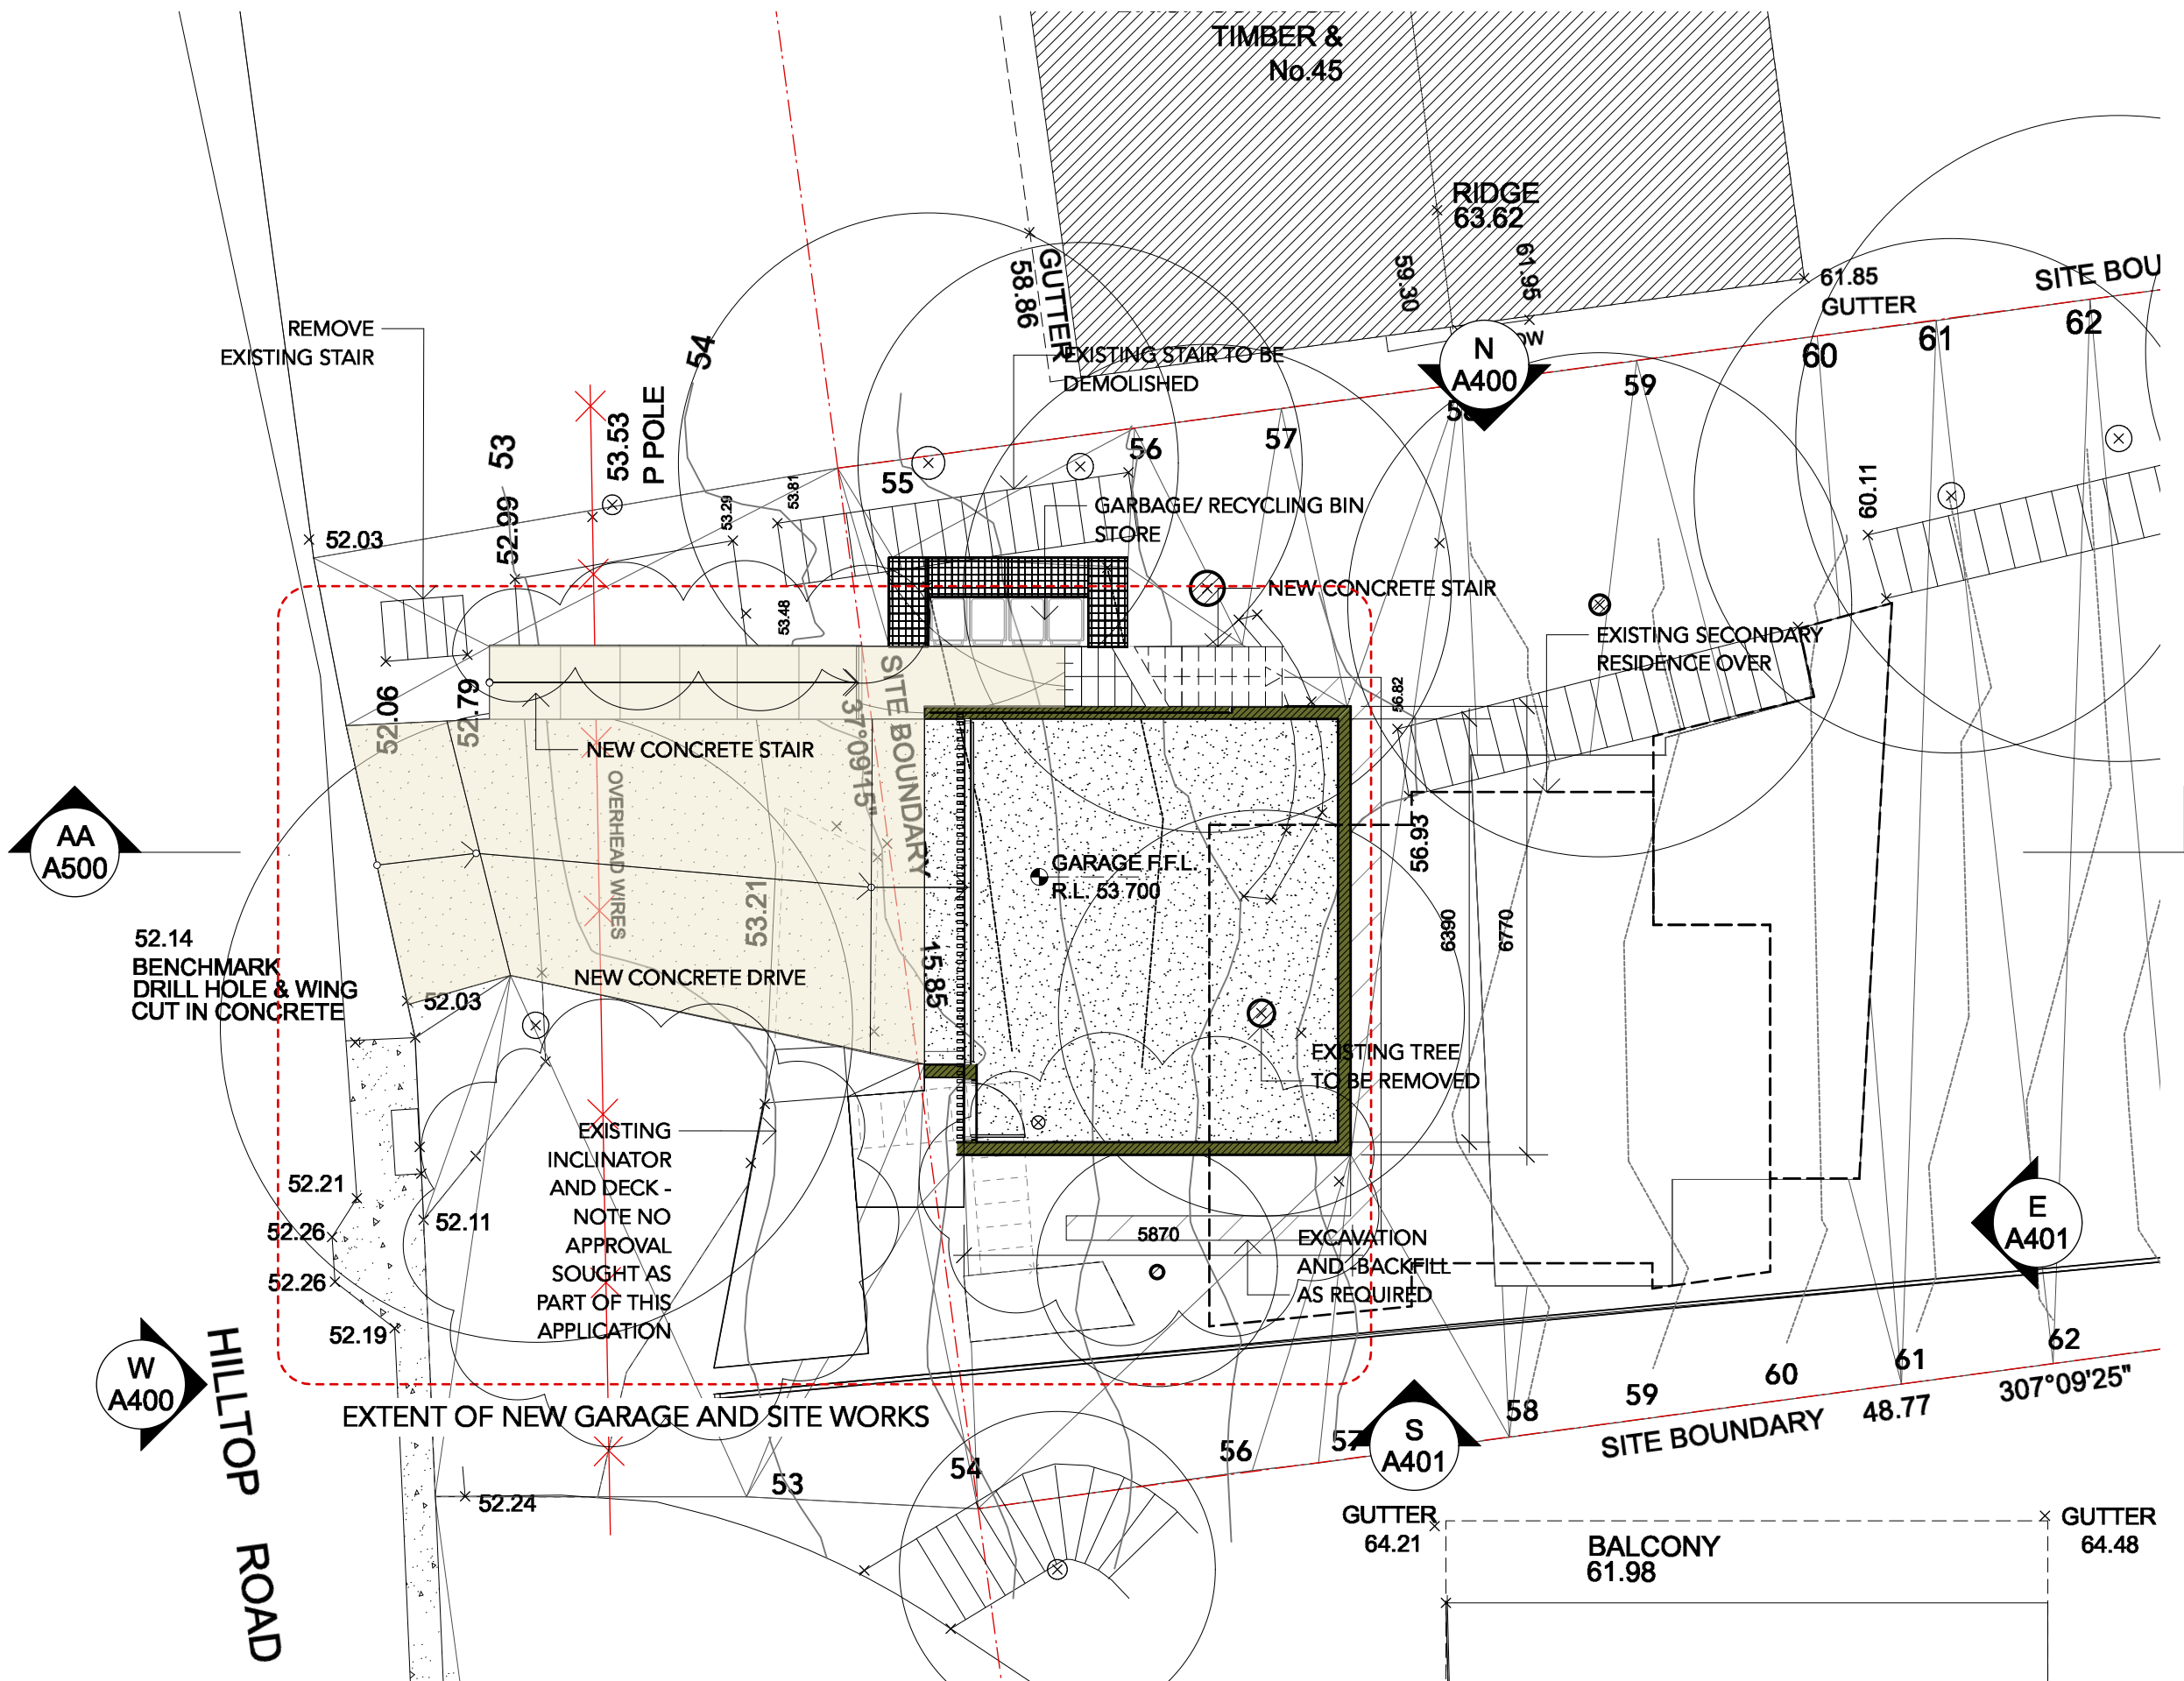 TIMBER &
No.45
RIDGE
63.62
GUTTER
58.86
59.30
61.95
61.85
GUTTER
SITE BOU
N
A400
OW
REMOVE
EXISTING STAIR
54
EXISTING STAIR TO BE
DEMOLISHED
53
53.53
P POLE
55
56
57
58
59
60
61
62
52.99
53.29
53.81
GARBAGE/ RECYCLING BIN
STORE
60.11
52.03
NEW CONCRETE STAIR
53.48
EXISTING SECONDARY
RESIDENCE OVER
52.06
52.79
SITE BOUNDARY
37°09'15"
15.85
56.82
NEW CONCRETE STAIR
OVERHEAD WIRES
AA
A500
53.21
GARAGE F.F.L.
R.L. 53 700
56.93
6390
6770
52.14
BENCHMARK
DRILL HOLE & WING
CUT IN CONCRETE
52.03
NEW CONCRETE DRIVE
EXISTING TREE
TO BE REMOVED
EXISTING
INCLINATOR
AND DECK -
NOTE NO
APPROVAL
SOUGHT AS
PART OF THIS
APPLICATION
52.21
52.11
52.26
52.26
52.19
5870
EXCAVATION
AND BACKFILL
AS REQUIRED
E
A401
W
A400
HILLTOP ROAD
EXTENT OF NEW GARAGE AND SITE WORKS
52.24
53
54
56
57
S
A401
58
59
60
61
62
SITE BOUNDARY
48.77
307°09'25"
GUTTER
64.21
BALCONY
61.98
GUTTER
64.48